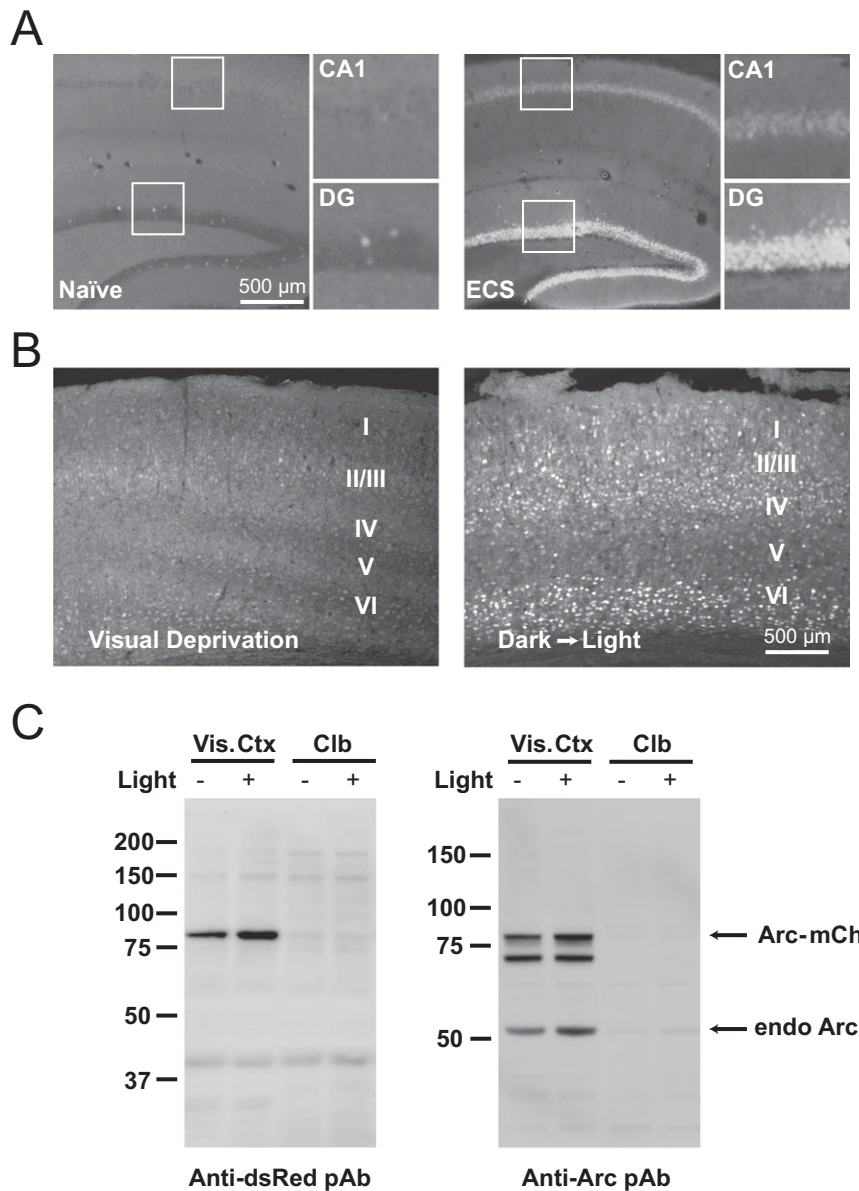 A
CA1
DG
Naïve
500 µm
CA1
DG
ECS
B
I
II/III
IV
V
VI
Visual Deprivation
I
II/III
IV
V
VI
Dark → Light
500 µm
C
Vis.Ctx Clb
Light - + - +
200
150
100
75
50
37
Anti-dsRed pAb
Vis.Ctx Clb
Light - + - +
150
100
75
50
Arc-mCh
endo Arc
Anti-Arc pAb